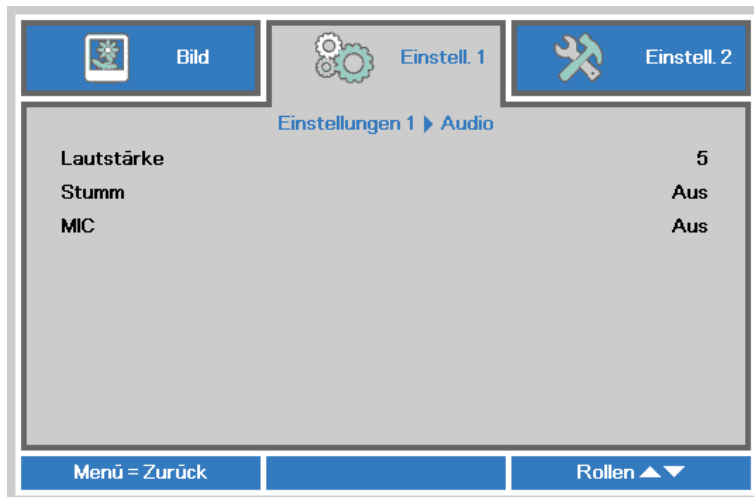 Bild
Einstell. 1
Einstell. 2
Einstellungen 1 ▶ Audio
Lautstärke 5
Stumm Aus
MIC Aus
Menü = Zurück
Rollen ▲▼